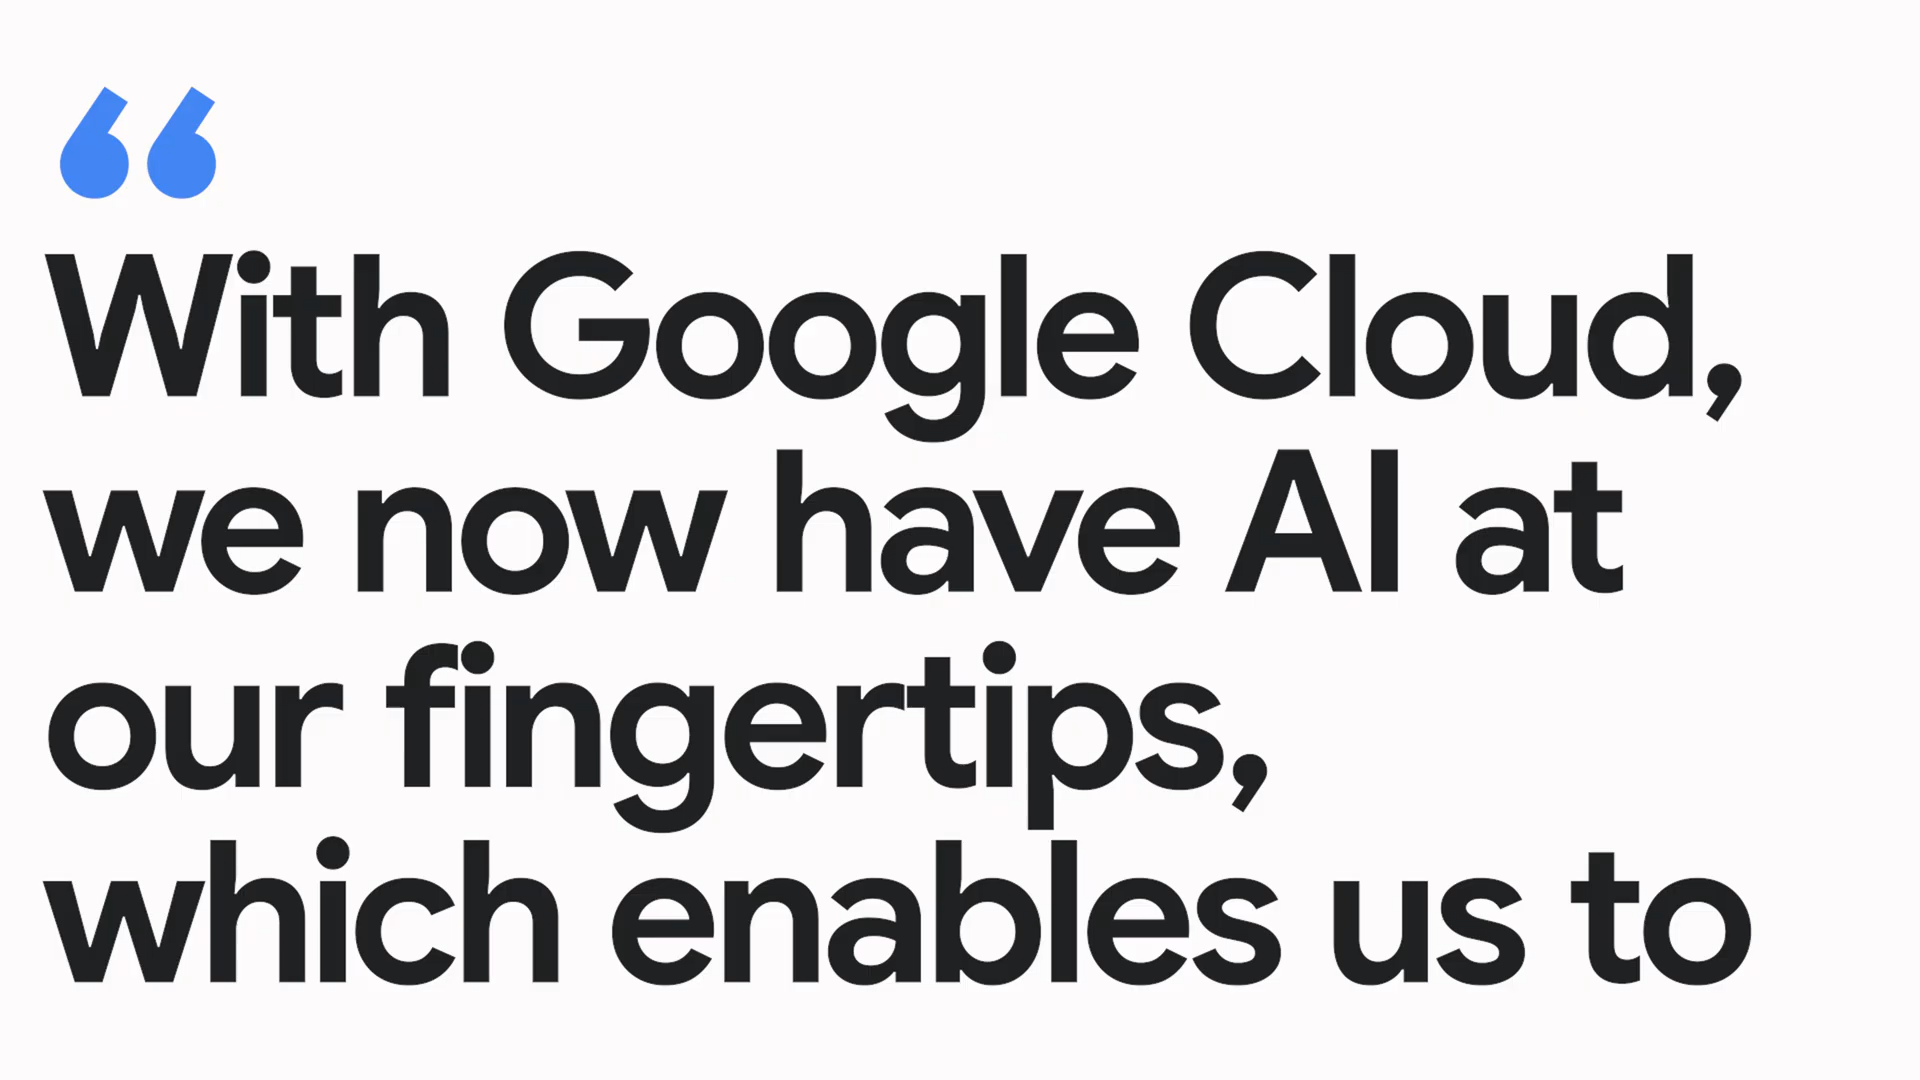 “
With Google Cloud,
we now have AI at
our fingertips,
which enables us to